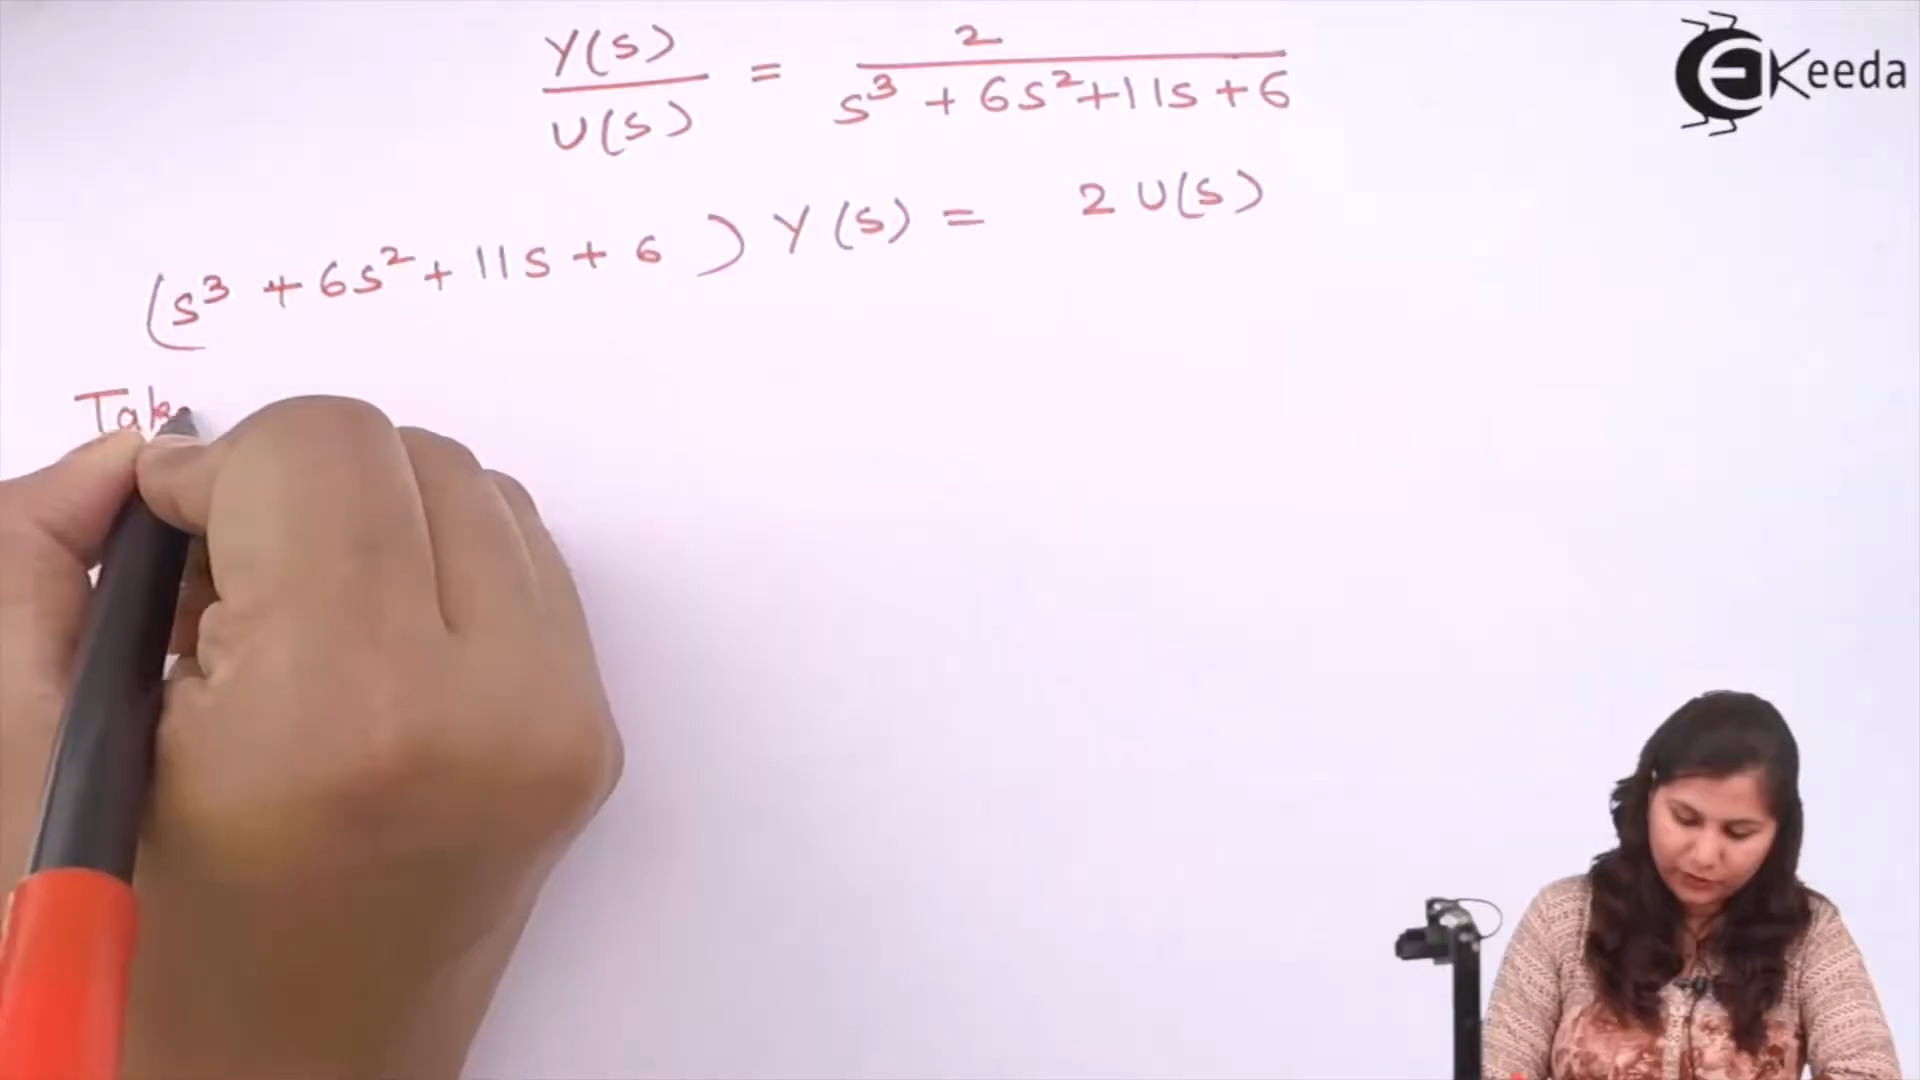 Y(s)/U(s) = 2/(s³ + 6s² + 11s + 6)
Keeda
(s³ + 6s² + 11s + 6) Y(s) = 2 U(s)
Tak